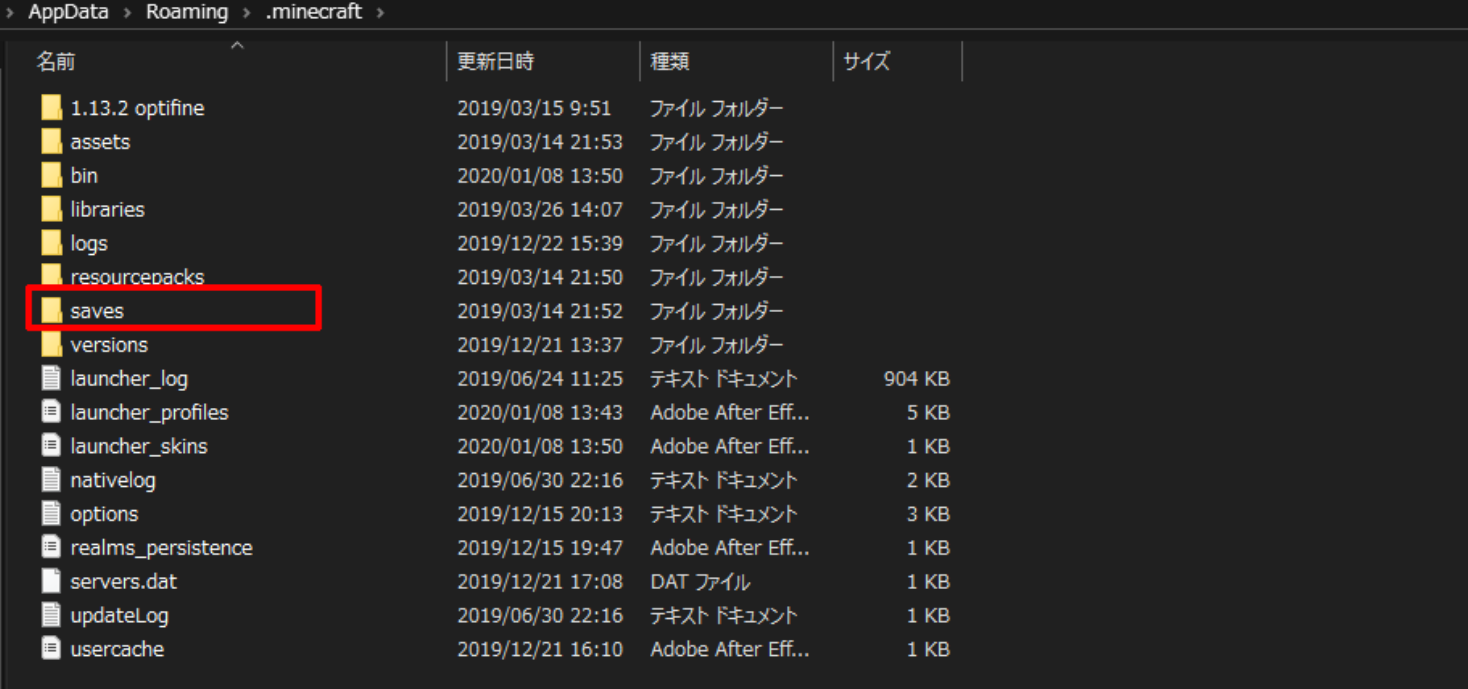 › AppData › Roaming › .minecraft ›
名前 更新日時 種類 サイズ
1.13.2 optifine 2019/03/15 9:51 ファイル フォルダー
assets 2019/03/14 21:53 ファイル フォルダー
bin 2020/01/08 13:50 ファイル フォルダー
libraries 2019/03/26 14:07 ファイル フォルダー
logs 2019/12/22 15:39 ファイル フォルダー
resourcepacks 2019/03/14 21:50 ファイル フォルダー
saves 2019/03/14 21:52 ファイル フォルダー
versions 2019/12/21 13:37 ファイル フォルダー
launcher_log 2019/06/24 11:25 テキスト ドキュメント 904 KB
launcher_profiles 2020/01/08 13:43 Adobe After Eff... 5 KB
launcher_skins 2020/01/08 13:50 Adobe After Eff... 1 KB
nativelog 2019/06/30 22:16 テキスト ドキュメント 2 KB
options 2019/12/15 20:13 テキスト ドキュメント 3 KB
realms_persistence 2019/12/15 19:47 Adobe After Eff... 1 KB
servers.dat 2019/12/21 17:08 DAT ファイル 1 KB
updateLog 2019/06/30 22:16 テキスト ドキュメント 1 KB
usercache 2019/12/21 16:10 Adobe After Eff... 1 KB